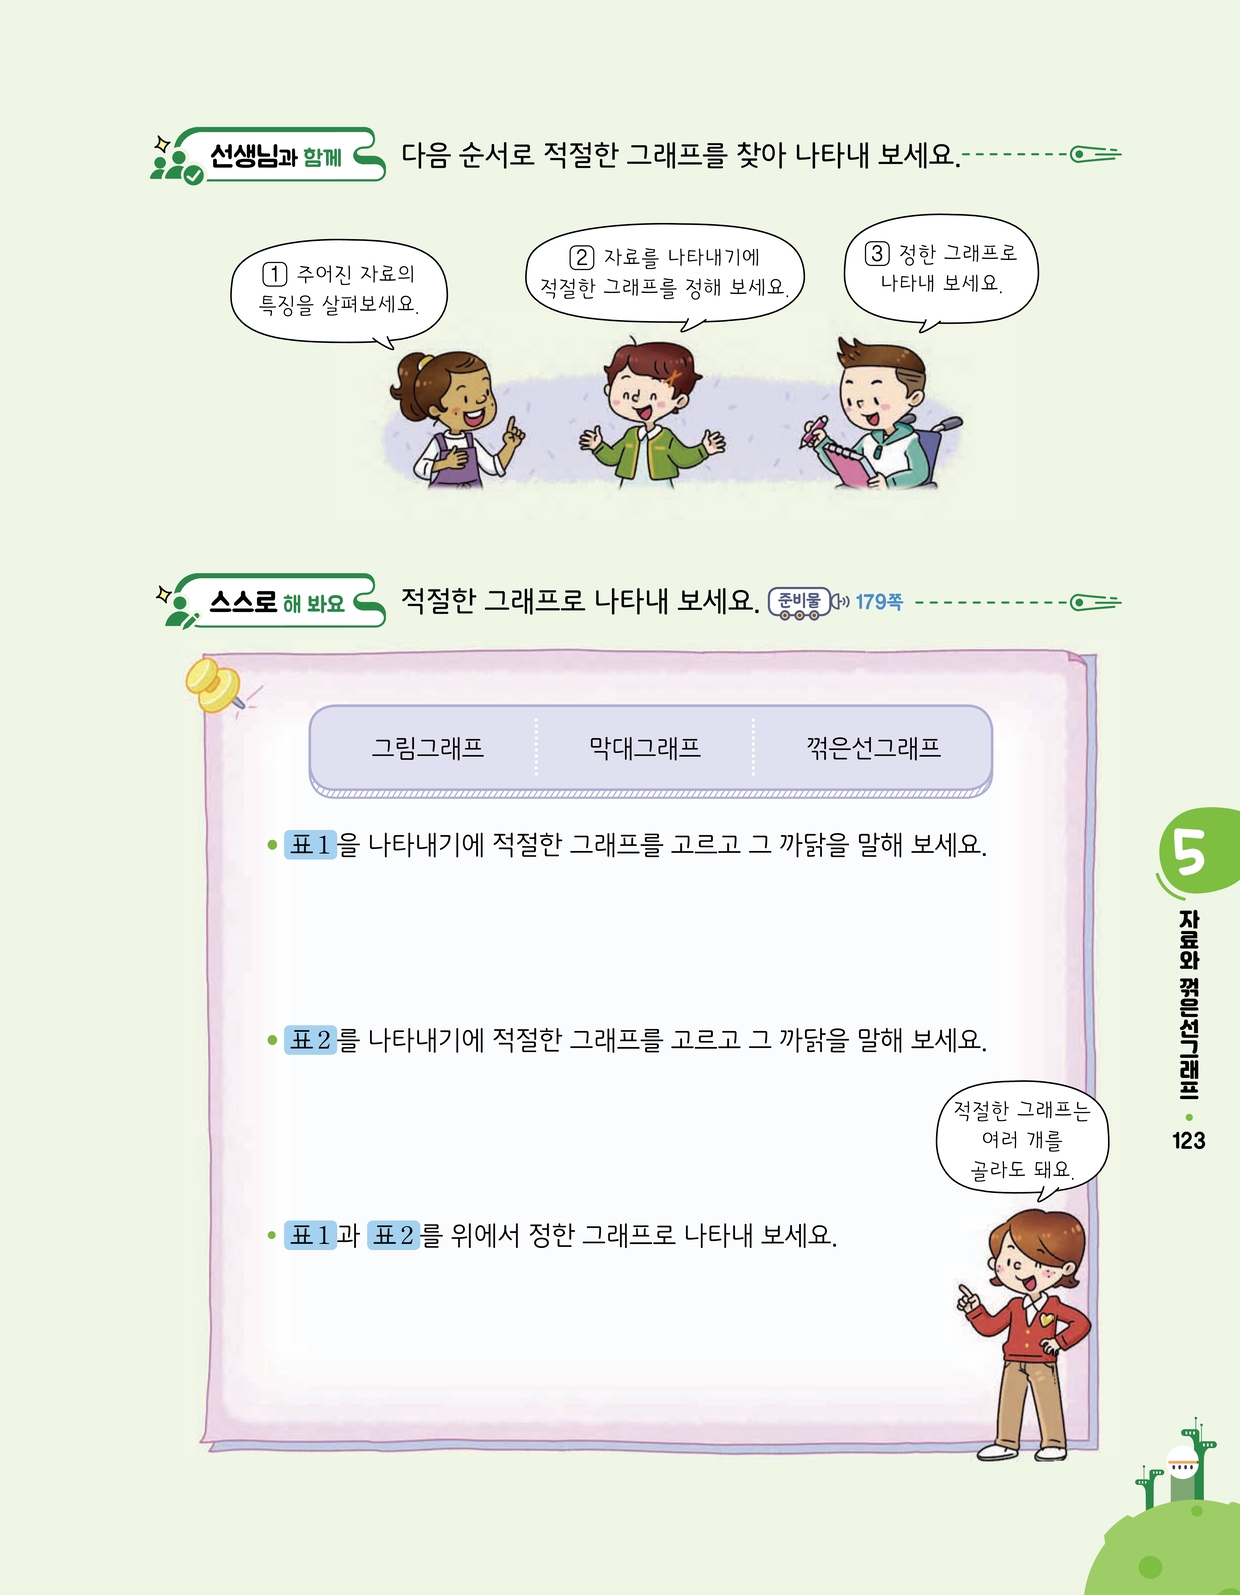 선생님과 함께 다음 순서로 적절한 그래프를 찾아 나타내 보세요.
1 주어진 자료의
특징을 살펴보세요.
2 자료를 나타내기에
적절한 그래프를 정해 보세요.
3 정한 그래프로
나타내 보세요.
스스로 해 봐요 적절한 그래프로 나타내 보세요. 준비물 179쪽
그림그래프 막대그래프 꺾은선그래프
• 표 1을 나타내기에 적절한 그래프를 고르고 그 까닭을 말해 보세요.
• 표 2를 나타내기에 적절한 그래프를 고르고 그 까닭을 말해 보세요.
적절한 그래프는
여러 개를
골라도 돼요.
• 표 1과 표 2를 위에서 정한 그래프로 나타내 보세요.
5
자료와 꺾은선그래프 •
123